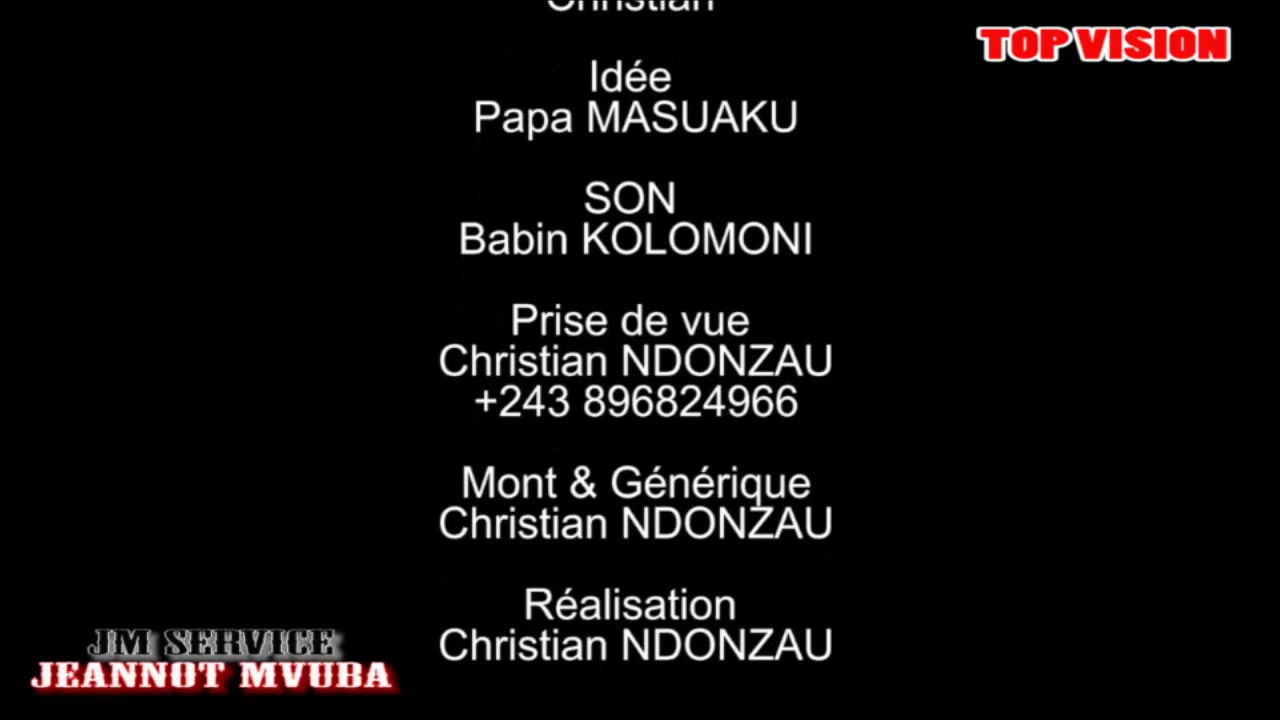 Christian
TOP VISION
Idée
Papa MASUAKU
SON
Babin KOLOMONI
Prise de vue
Christian NDONZAU
+243 896824966
Mont & Générique
Christian NDONZAU
Réalisation
Christian NDONZAU
JM SERVICE
JEANNOT MVUBA